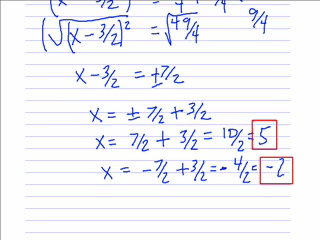 (√(x - 3/2)² = √49/4
x - 3/2 = ±7/2
x = ± 7/2 + 3/2
x = 7/2 + 3/2 = 10/2 = 5
x = -7/2 + 3/2 = -4/2 = -2